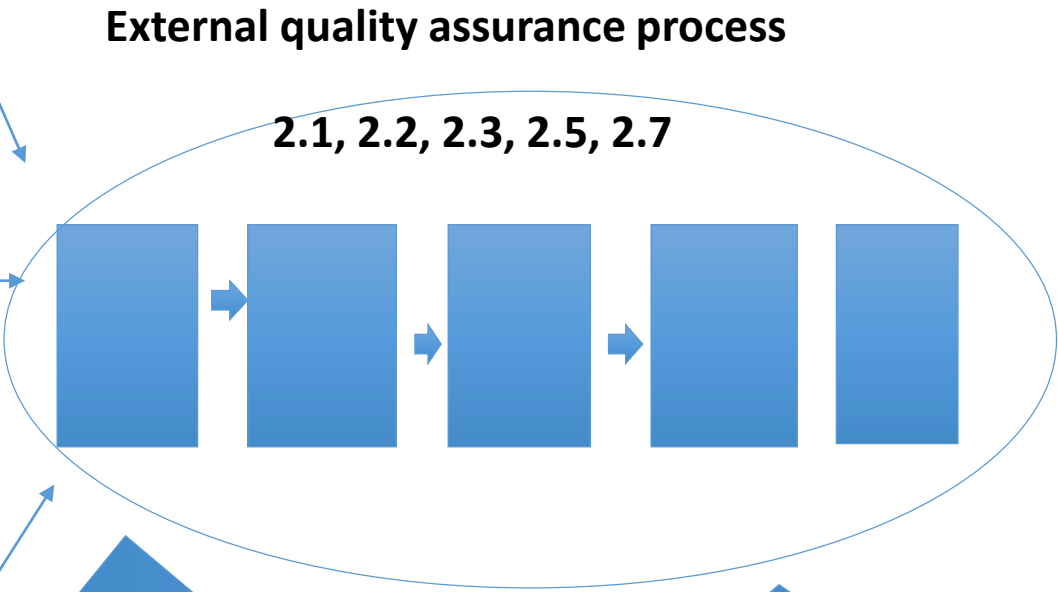 External quality assurance process
2.1, 2.2, 2.3, 2.5, 2.7